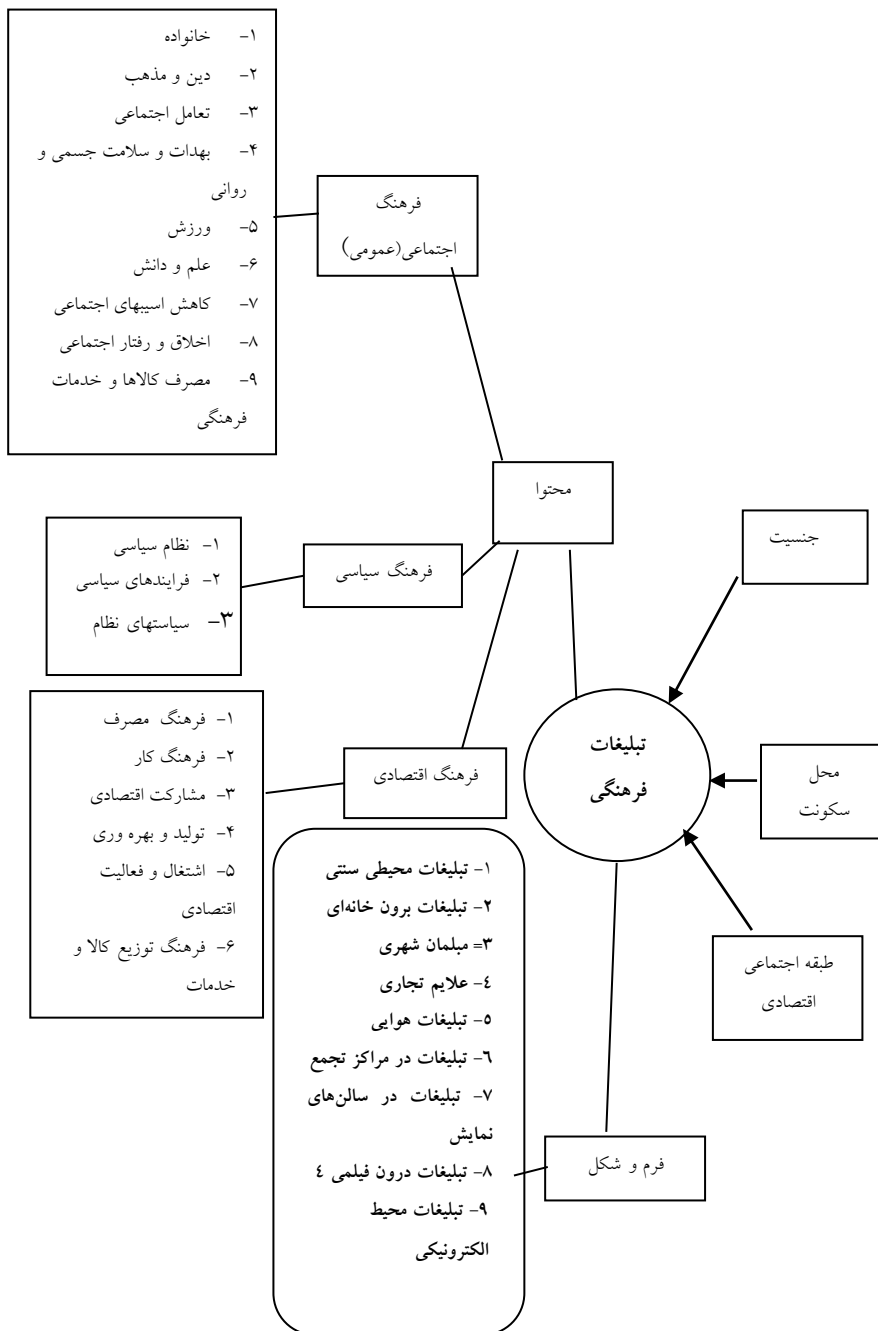 ۱- خانواده
۲- دین و مذهب
۳- تعامل اجتماعی
۴- بهدات و سلامت جسمی و
روانی
۵- ورزش
۶- علم و دانش
۷- کاهش اسیبهای اجتماعی
۸- اخلاق و رفتار اجتماعی
۹- مصرف کالاها و خدمات
فرهنگی
فرهنگ
اجتماعی(عمومی)
محتوا
جنسیت
فرهنگ سیاسی
۱- نظام سیاسی
۲- فرایندهای سیاسی
۳- سیاستهای نظام
تبلیغات
فرهنگی
محل
سکونت
فرهنگ اقتصادی
۱- فرهنگ مصرف
۲- فرهنگ کار
۳- مشارکت اقتصادی
۴- تولید و بهره وری
۵- اشتغال و فعالیت
اقتصادی
۶- فرهنگ توزیع کالا و
خدمات
طبقه اجتماعی
اقتصادی
۱- تبلیغات محیطی سنتی
۲- تبلیغات برون خانه‌ای
۳= مبلمان شهری
٤- علایم تجاری
٥- تبلیغات هوایی
٦- تبلیغات در مراکز تجمع
۷- تبلیغات در سالن‌های
نمایش
۸- تبلیغات درون فیلمی ٤
۹- تبلیغات محیط
الکترونیکی
فرم و شکل